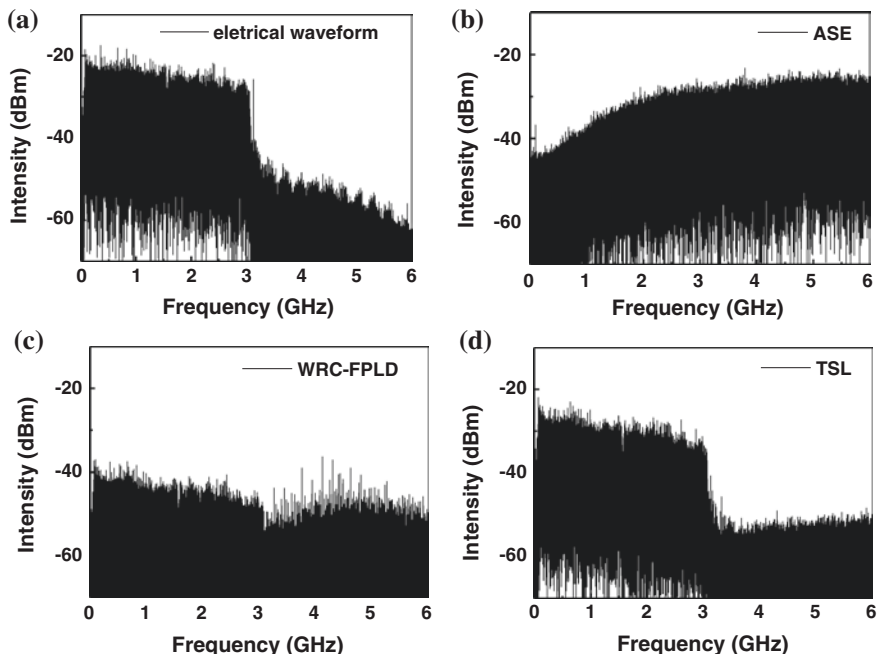 (a)
eletrical waveform
Intensity (dBm)
-20
-40
-60
0 1 2 3 4 5 6
Frequency (GHz)
(b)
ASE
Intensity (dBm)
-20
-40
-60
0 1 2 3 4 5 6
Frequency (GHz)
(c)
WRC-FPLD
Intensity (dBm)
-20
-40
-60
0 1 2 3 4 5 6
Frequency (GHz)
(d)
TSL
Intensity (dBm)
-20
-40
-60
0 1 2 3 4 5 6
Frequency (GHz)